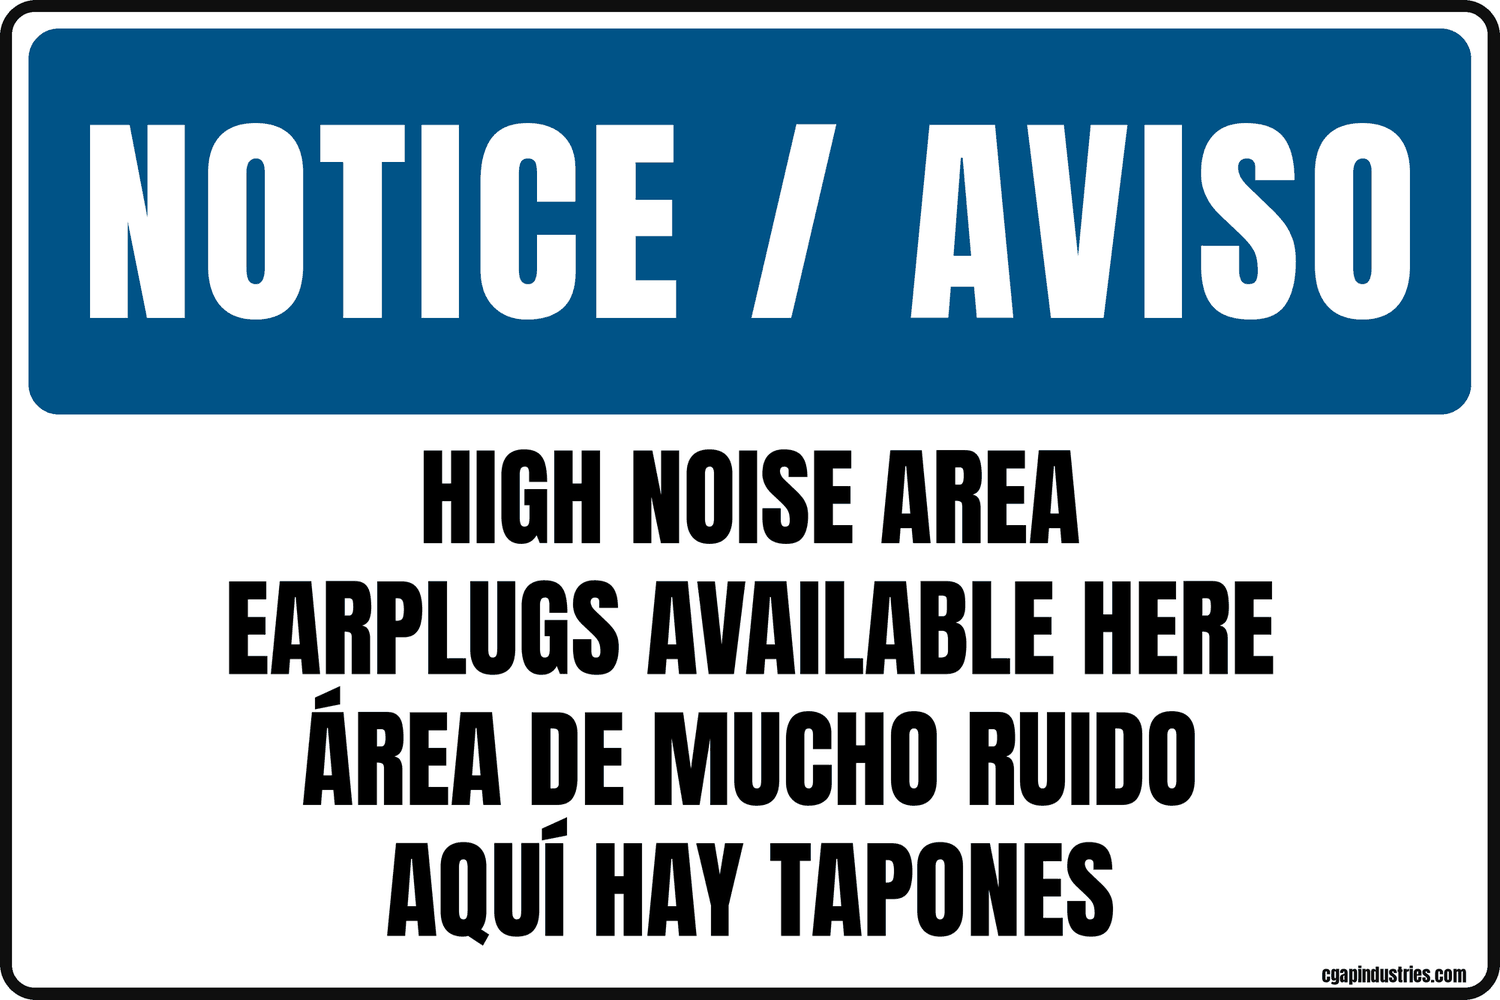 NOTICE / AVISO
HIGH NOISE AREA
EARPLUGS AVAILABLE HERE
ÁREA DE MUCHO RUIDO
AQUÍ HAY TAPONES
cgapindustries.com